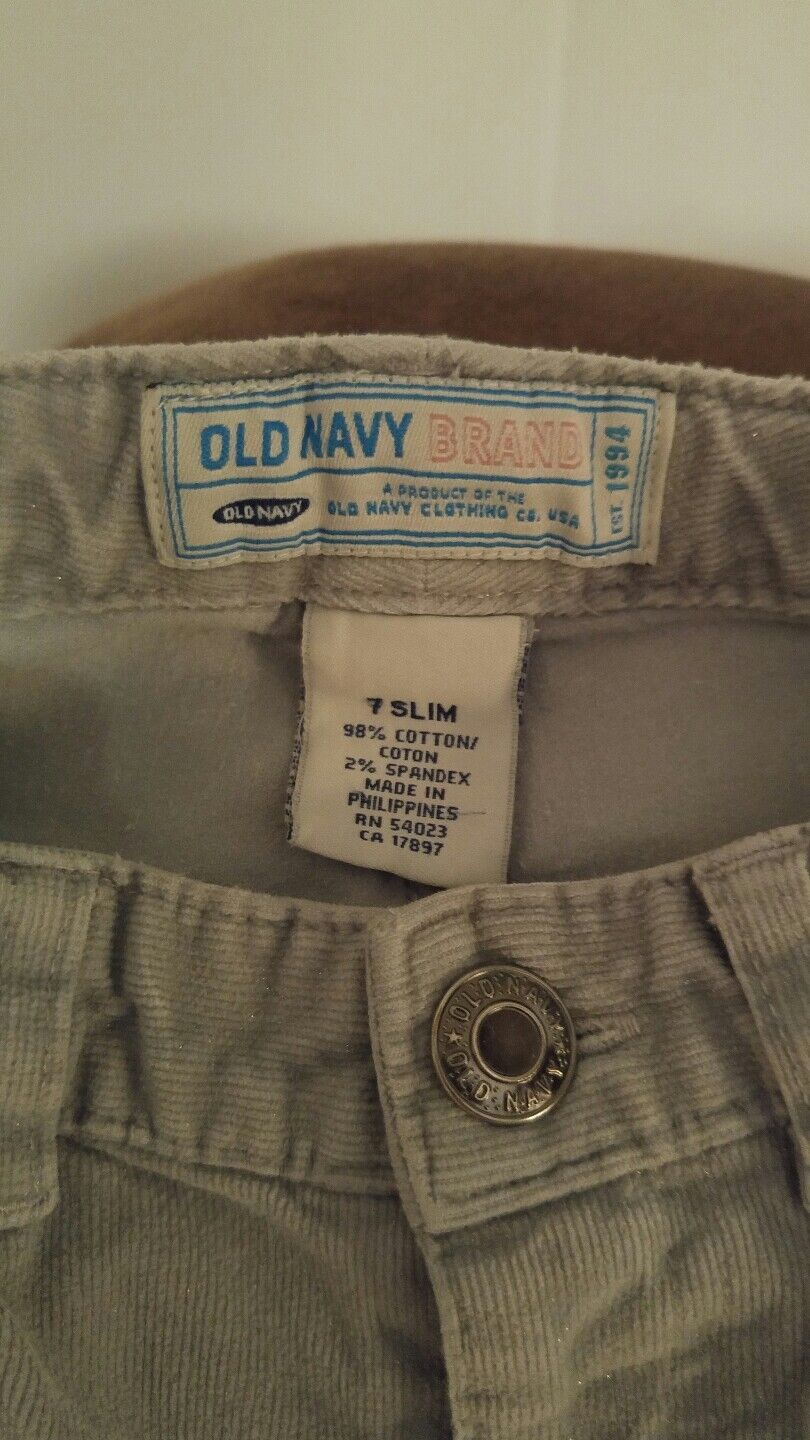 OLD NAVY BRAND
EST 1994
OLD NAVY
A PRODUCT OF THE
OLD NAVY CLOTHING CO. USA
7 SLIM
98% COTTON/
COTON
2% SPANDEX
MADE IN
PHILIPPINES
RN 54023
CA 17897
OLD NAVY
OLD NAVY